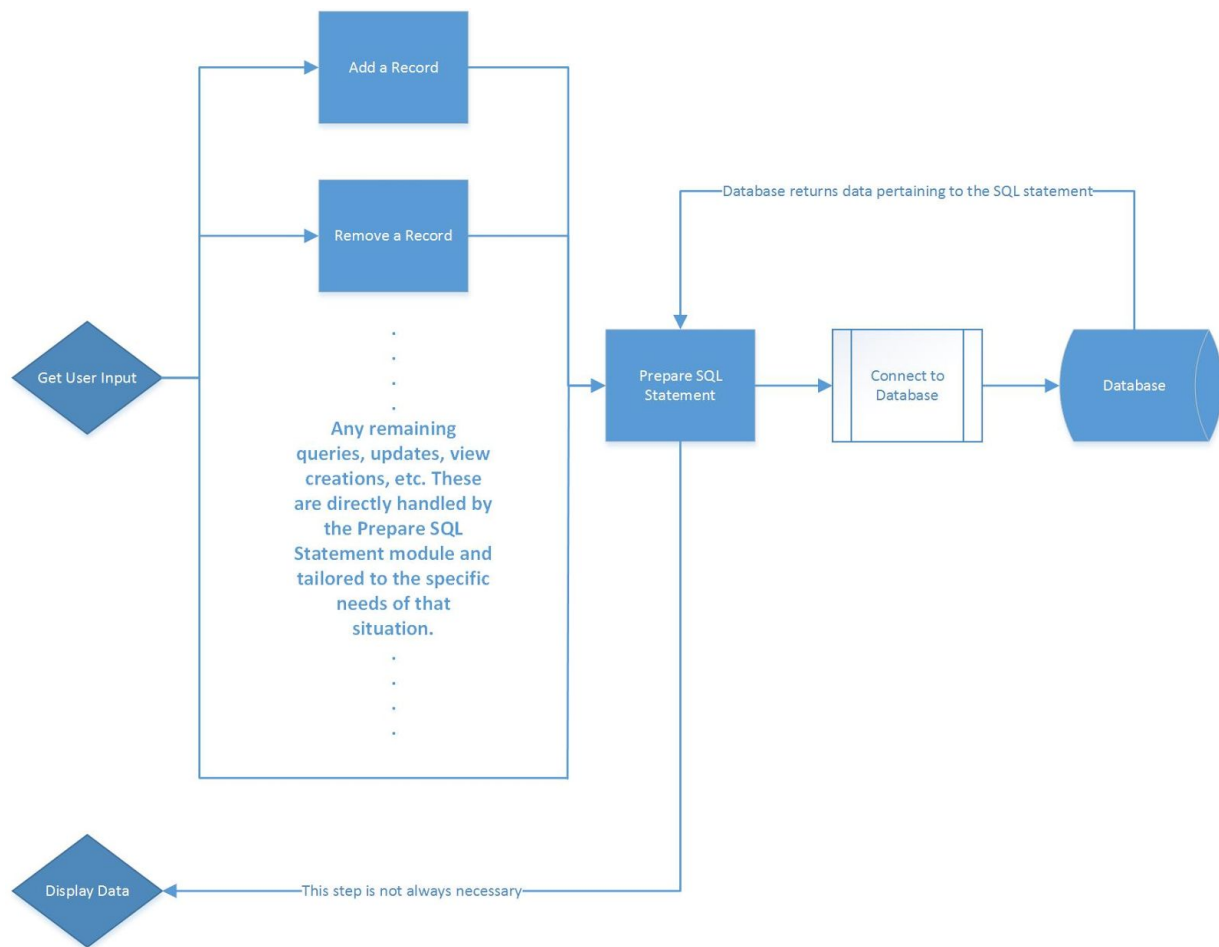 Add a Record
Database returns data pertaining to the SQL statement
Remove a Record
Get User Input
Prepare SQL
Statement
Connect to
Database
Database
Any remaining
queries, updates, view
creations, etc. These
are directly handled by
the Prepare SQL
Statement module and
tailored to the specific
needs of that
situation.
Display Data
This step is not always necessary